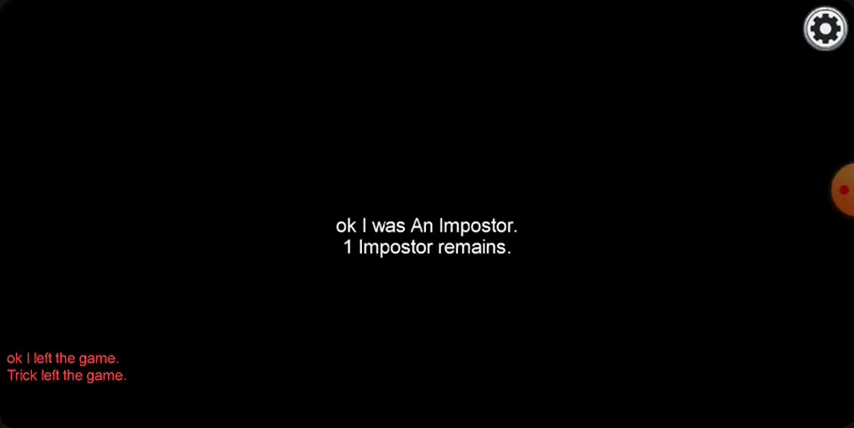 ok I was An Impostor.
1 Impostor remains.
ok I left the game.
Trick left the game.